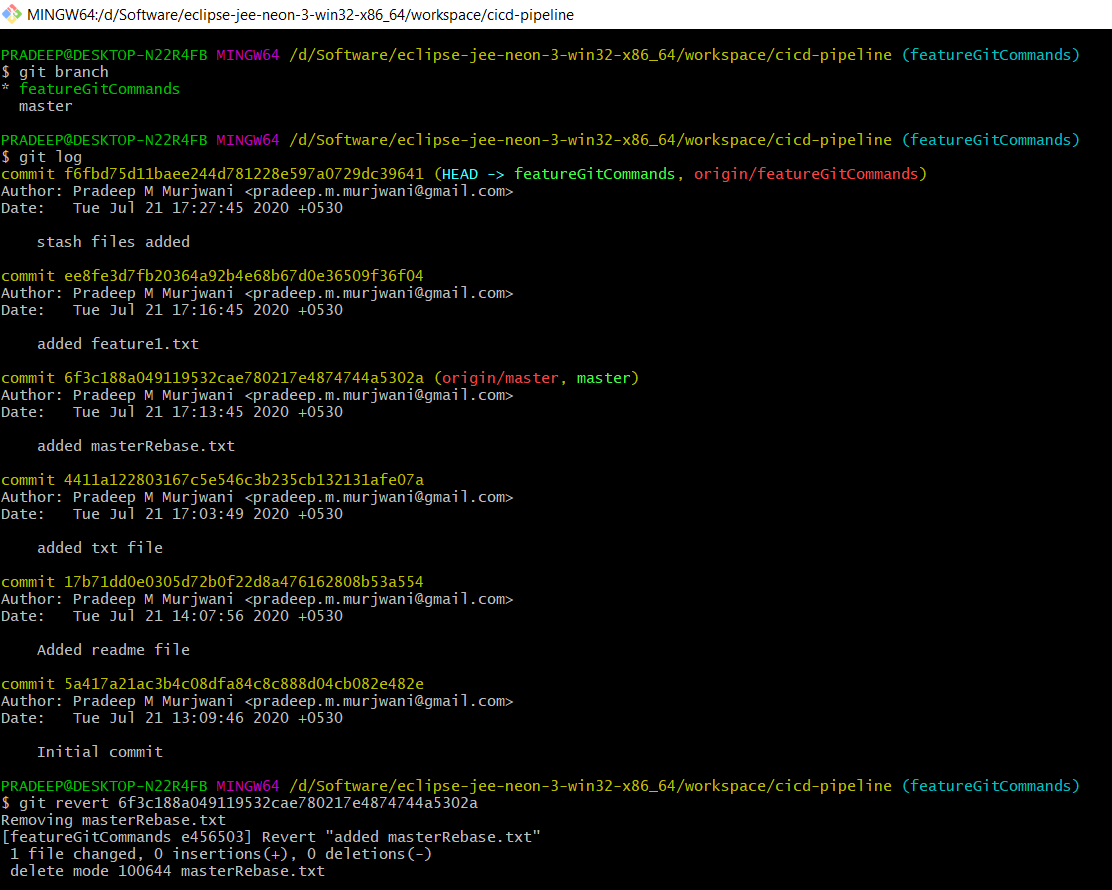 MINGW64:/d/Software/eclipse-jee-neon-3-win32-x86_64/workspace/cicd-pipeline
PRADEEP@DESKTOP-N22R4FB MINGW64 /d/Software/eclipse-jee-neon-3-win32-x86_64/workspace/cicd-pipeline (featureGitCommands)
$ git branch
* featureGitCommands
  master
PRADEEP@DESKTOP-N22R4FB MINGW64 /d/Software/eclipse-jee-neon-3-win32-x86_64/workspace/cicd-pipeline (featureGitCommands)
$ git log
commit f6fbd75d11baee244d781228e597a0729dc39641 (HEAD -> featureGitCommands, origin/featureGitCommands)
Author: Pradeep M Murjwani <pradeep.m.murjwani@gmail.com>
Date:   Tue Jul 21 17:27:45 2020 +0530
    stash files added
commit ee8fe3d7fb20364a92b4e68b67d0e36509f36f04
Author: Pradeep M Murjwani <pradeep.m.murjwani@gmail.com>
Date:   Tue Jul 21 17:16:45 2020 +0530
    added feature1.txt
commit 6f3c188a049119532cae780217e4874744a5302a (origin/master, master)
Author: Pradeep M Murjwani <pradeep.m.murjwani@gmail.com>
Date:   Tue Jul 21 17:13:45 2020 +0530
    added masterRebase.txt
commit 4411a122803167c5e546c3b235cb132131afe07a
Author: Pradeep M Murjwani <pradeep.m.murjwani@gmail.com>
Date:   Tue Jul 21 17:03:49 2020 +0530
    added txt file
commit 17b71dd0e0305d72b0f22d8a476162808b53a554
Author: Pradeep M Murjwani <pradeep.m.murjwani@gmail.com>
Date:   Tue Jul 21 14:07:56 2020 +0530
    Added readme file
commit 5a417a21ac3b4c08dfa84c8c888d04cb082e482e
Author: Pradeep M Murjwani <pradeep.m.murjwani@gmail.com>
Date:   Tue Jul 21 13:09:46 2020 +0530
    Initial commit
PRADEEP@DESKTOP-N22R4FB MINGW64 /d/Software/eclipse-jee-neon-3-win32-x86_64/workspace/cicd-pipeline (featureGitCommands)
$ git revert 6f3c188a049119532cae780217e4874744a5302a
Removing masterRebase.txt
[featureGitCommands e456503] Revert "added masterRebase.txt"
 1 file changed, 0 insertions(+), 0 deletions(-)
 delete mode 100644 masterRebase.txt